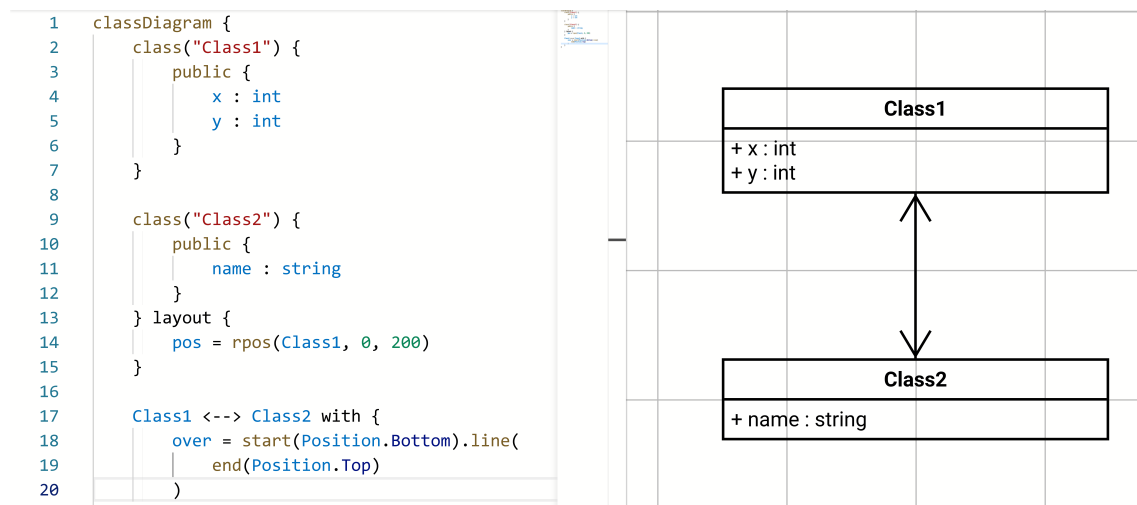 1 classDiagram {
2 class("Class1") {
3 public {
4 x : int
5 y : int
6 }
7 }
8
9 class("Class2") {
10 public {
11 name : string
12 }
13 } layout {
14 pos = rpos(Class1, 0, 200)
15 }
16
17 Class1 <--> Class2 with {
18 over = start(Position.Bottom).line(
19 end(Position.Top)
20 )
Class1
+ x : int
+ y : int
Class2
+ name : string